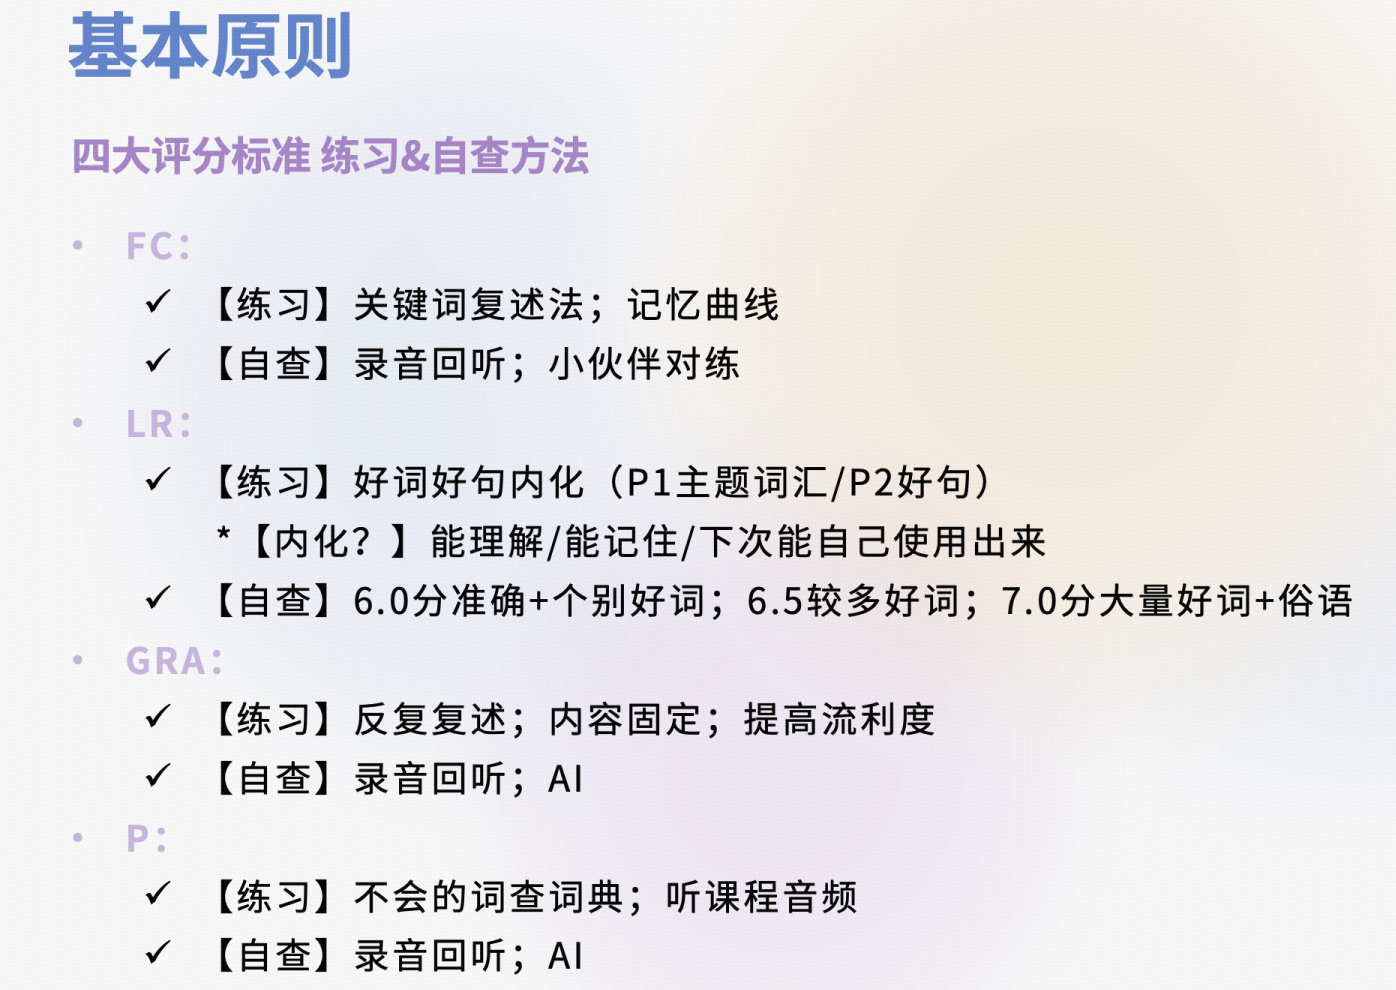 基本原则
四大评分标准 练习&自查方法
• FC：
✓ 【练习】关键词复述法；记忆曲线
✓ 【自查】录音回听；小伙伴对练
• LR：
✓ 【练习】好词好句内化（P1主题词汇/P2好句）
*【内化？】能理解/能记住/下次能自己使用出来
✓ 【自查】6.0分准确+个别好词；6.5较多好词；7.0分大量好词+俗语
• GRA：
✓ 【练习】反复复述；内容固定；提高流利度
✓ 【自查】录音回听；AI
• P：
✓ 【练习】不会的词查词典；听课程音频
✓ 【自查】录音回听；AI